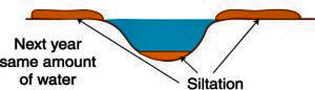 Next year
same amount
of water
Siltation